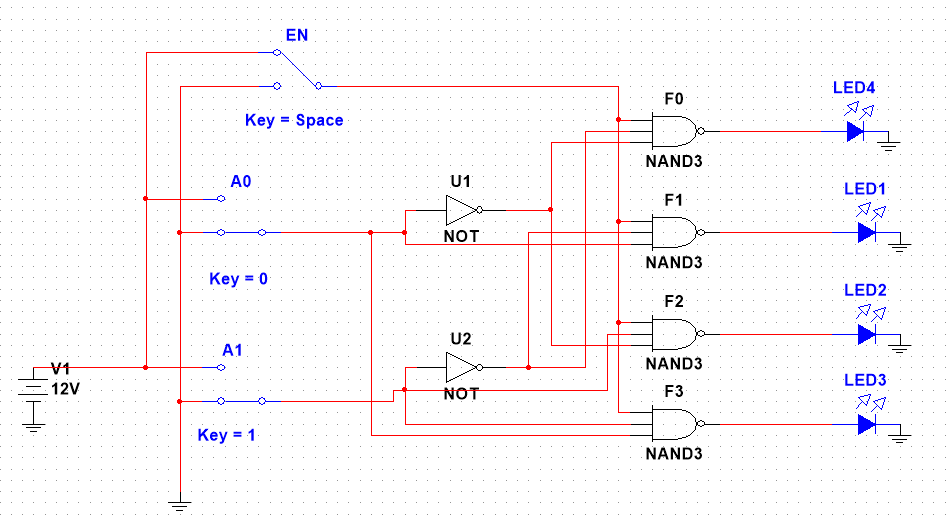 EN
Key = Space
A0
Key = 0
A1
Key = 1
V1
12V
U1
NOT
U2
NOT
F0
NAND3
F1
NAND3
F2
NAND3
F3
NAND3
LED4
LED1
LED2
LED3